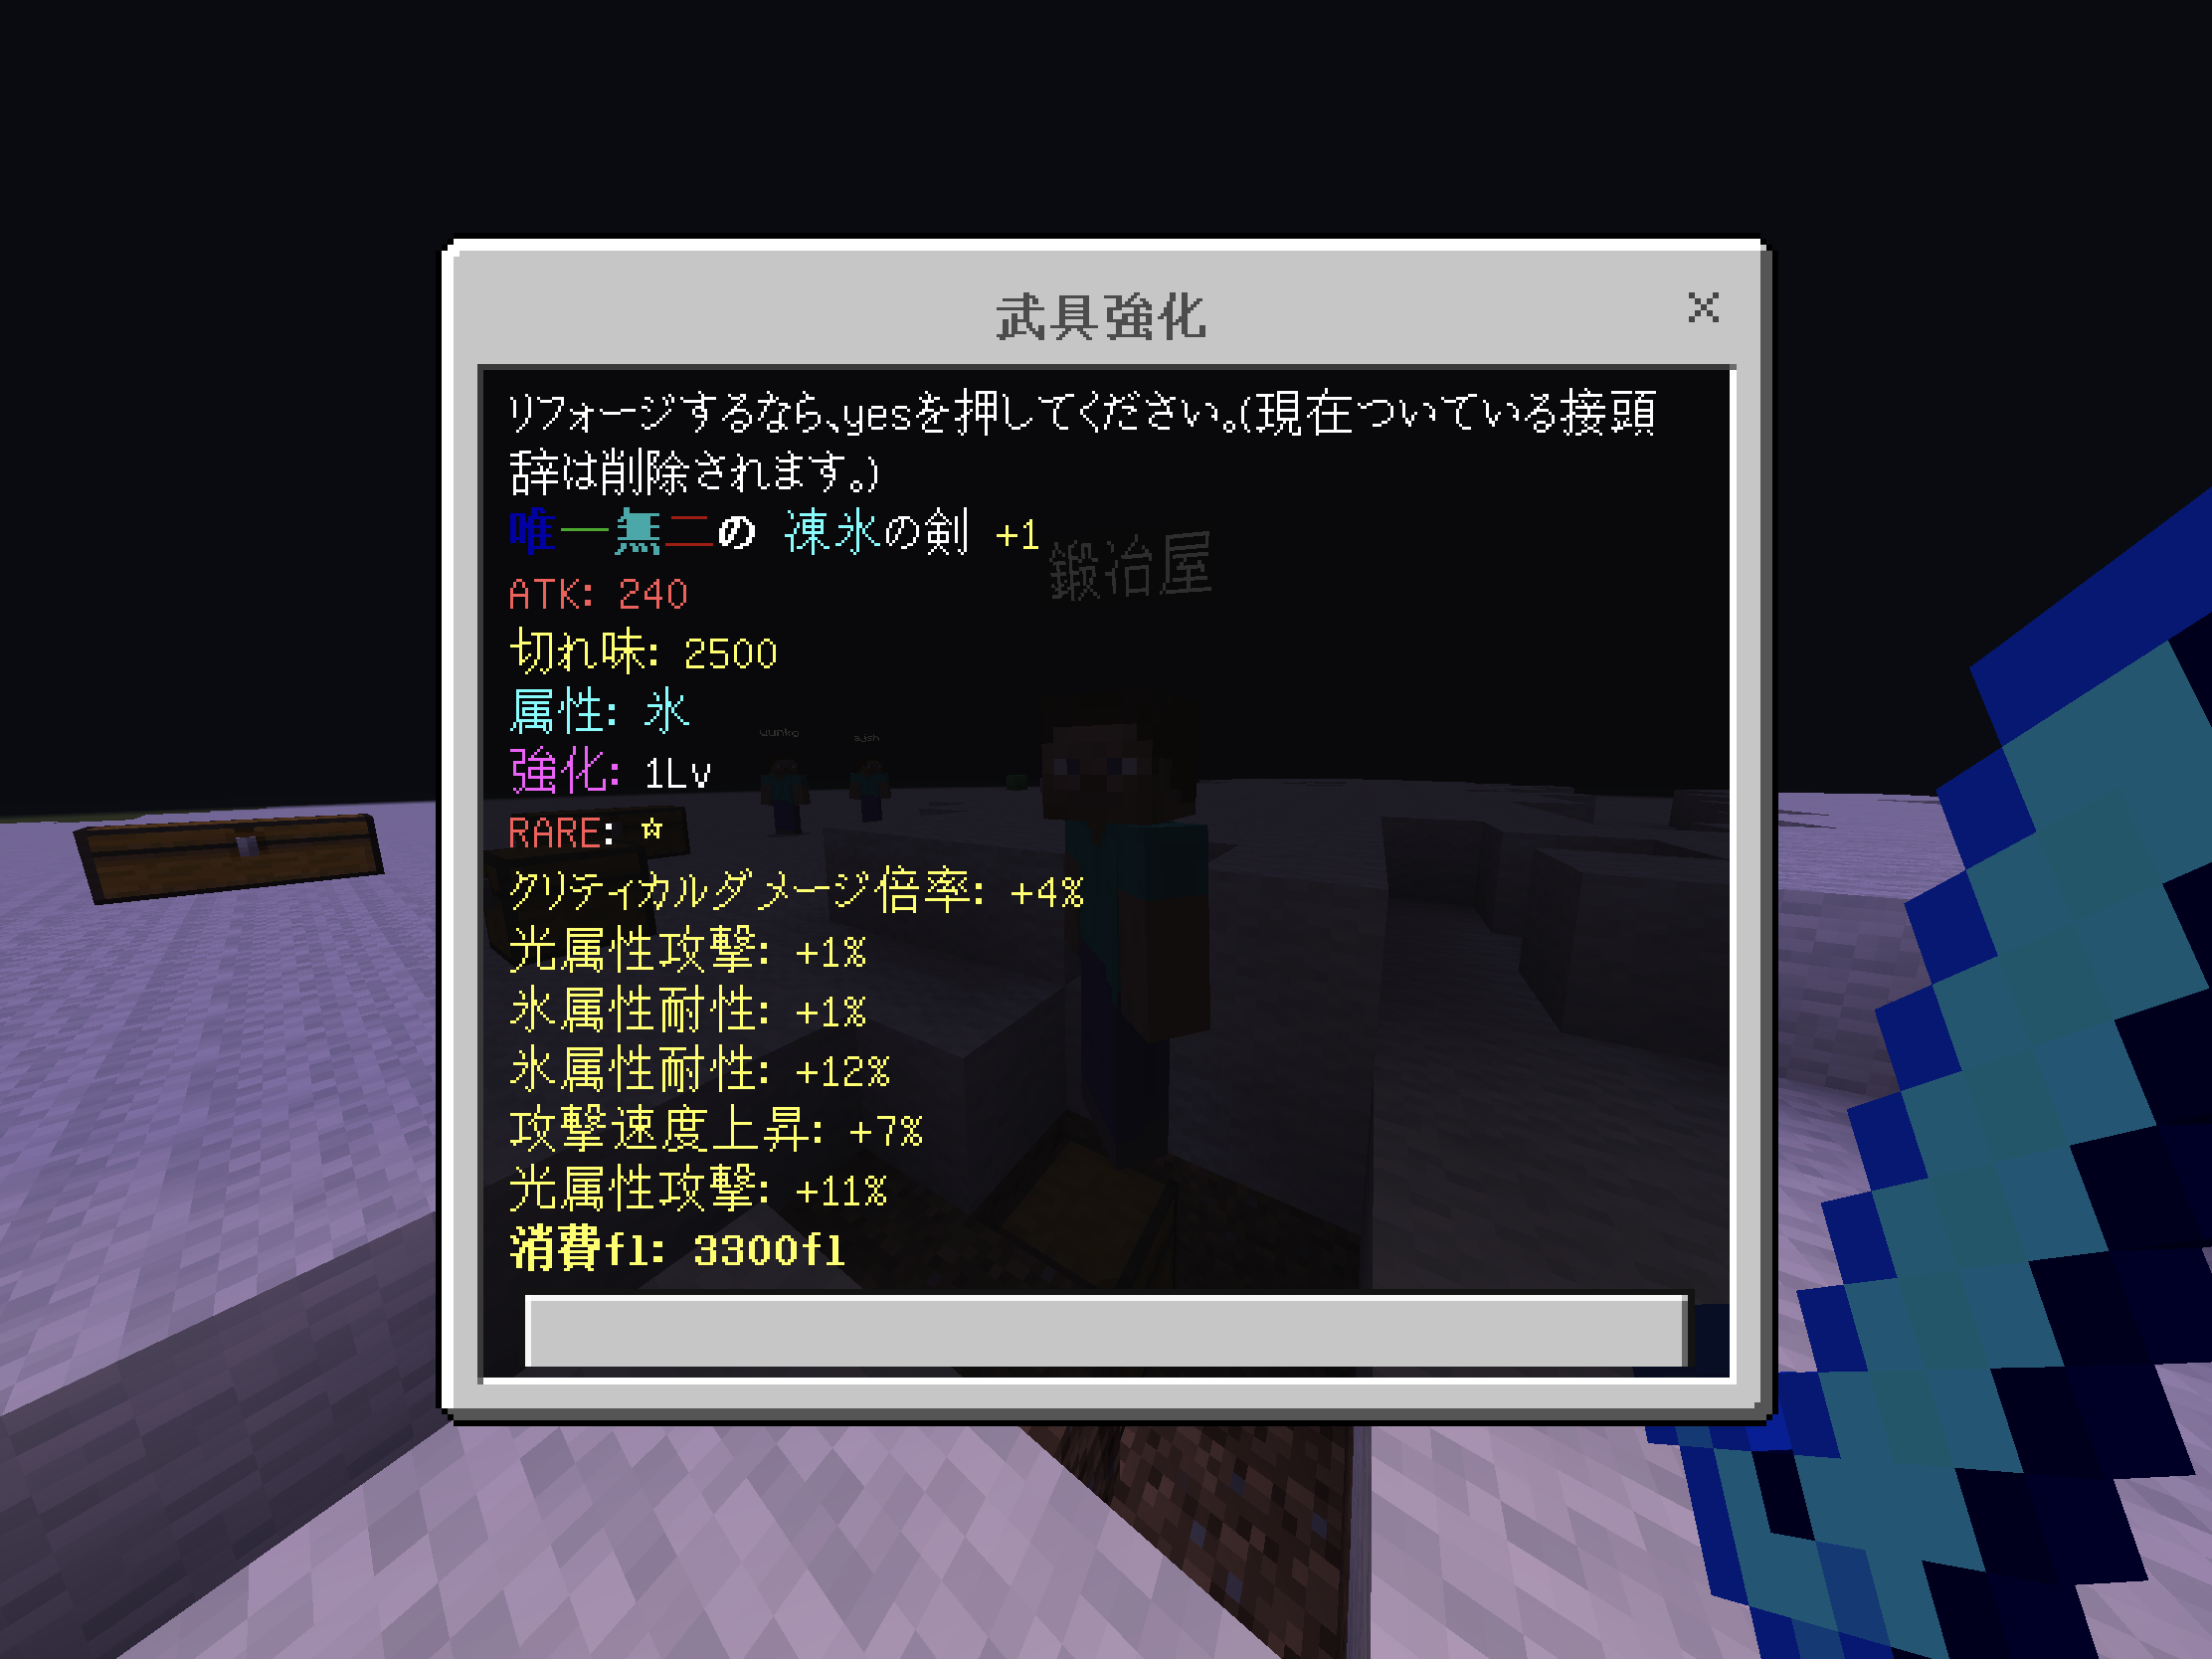 武具強化
リフォージするなら、yesを押してください。(現在ついている接頭
辞は削除されます。)
唯一無二の 凍氷の剣 +1
鍛冶屋
ATK: 240
切れ味: 2500
属性: 氷
強化: 1Lv
RARE: ☆
クリティカルダメージ倍率: +4%
光属性攻撃: +1%
氷属性耐性: +1%
氷属性耐性: +12%
攻撃速度上昇: +7%
光属性攻撃: +11%
消費fl: 3300fl